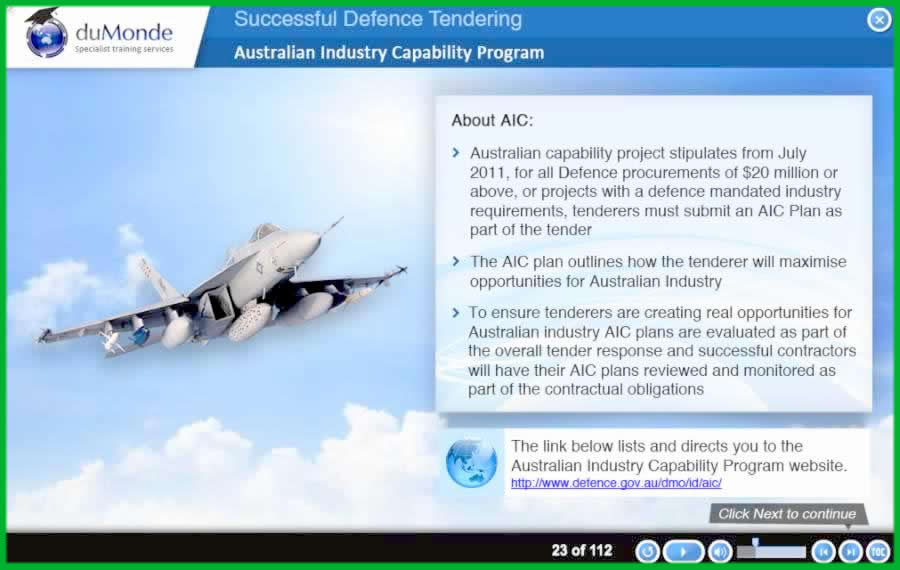 duMonde
Specialist training services
Successful Defence Tendering
Australian Industry Capability Program
About AIC:
Australian capability project stipulates from July
2011, for all Defence procurements of $20 million or
above, or projects with a defence mandated industry
requirements, tenderers must submit an AIC Plan as
part of the tender
The AIC plan outlines how the tenderer will maximise
opportunities for Australian Industry
To ensure tenderers are creating real opportunities for
Australian industry AIC plans are evaluated as part of
the overall tender response and successful contractors
will have their AIC plans reviewed and monitored as
part of the contractual obligations
The link below lists and directs you to the
Australian Industry Capability Program website.
http://www.defence.gov.au/dmo/id/aic/
Click Next to continue
23 of 112
TOC